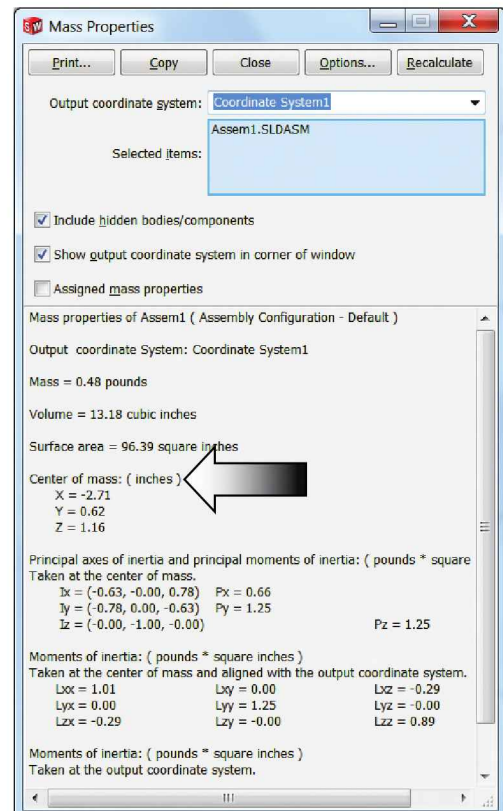 Mass Properties
Print... Copy Close Options... Recalculate
Output coordinate system: Coordinate System1
Selected items: Assem1.SLDASM
Include hidden bodies/components
Show output coordinate system in corner of window
Assigned mass properties
Mass properties of Assem1 ( Assembly Configuration - Default )
Output coordinate System: Coordinate System1
Mass = 0.48 pounds
Volume = 13.18 cubic inches
Surface area = 96.39 square inches
Center of mass: ( inches )
X = -2.71
Y = 0.62
Z = 1.16
Principal axes of inertia and principal moments of inertia: ( pounds * square
Taken at the center of mass.
Ix = (-0.63, -0.00, 0.78) Px = 0.66
Iy = (-0.78, 0.00, -0.63) Py = 1.25
Iz = (-0.00, -1.00, -0.00) Pz = 1.25
Moments of inertia: ( pounds * square inches )
Taken at the center of mass and aligned with the output coordinate system.
Lxx = 1.01 Lxy = 0.00 Lxz = -0.29
Lyx = 0.00 Lyy = 1.25 Lyz = -0.00
Lzx = -0.29 Lzy = -0.00 Lzz = 0.89
Moments of inertia: ( pounds * square inches )
Taken at the output coordinate system.